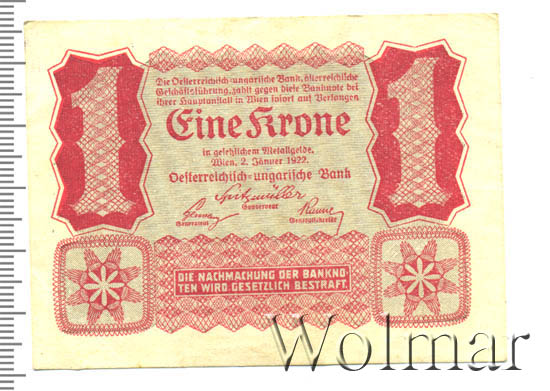 1 1
Die Oesterreichisch-ungarische Bank, österreichische
Geschäftsführung, zahlt gegen diese Banknote bei
ihrer Hauptanstalt in Wien sofort auf Verlangen
Eine Krone
in gesetzlichem Metallgelde.
Wien, 2. Jänner 1922.
Oesterreichisch-ungarische Bank
Spitzmüller
Gouverneur
Generalrat
Generalsekretär
DIE NACHMACHUNG DER BANKNO-
TEN WIRD GESETZLICH BESTRAFT.
Wolmar